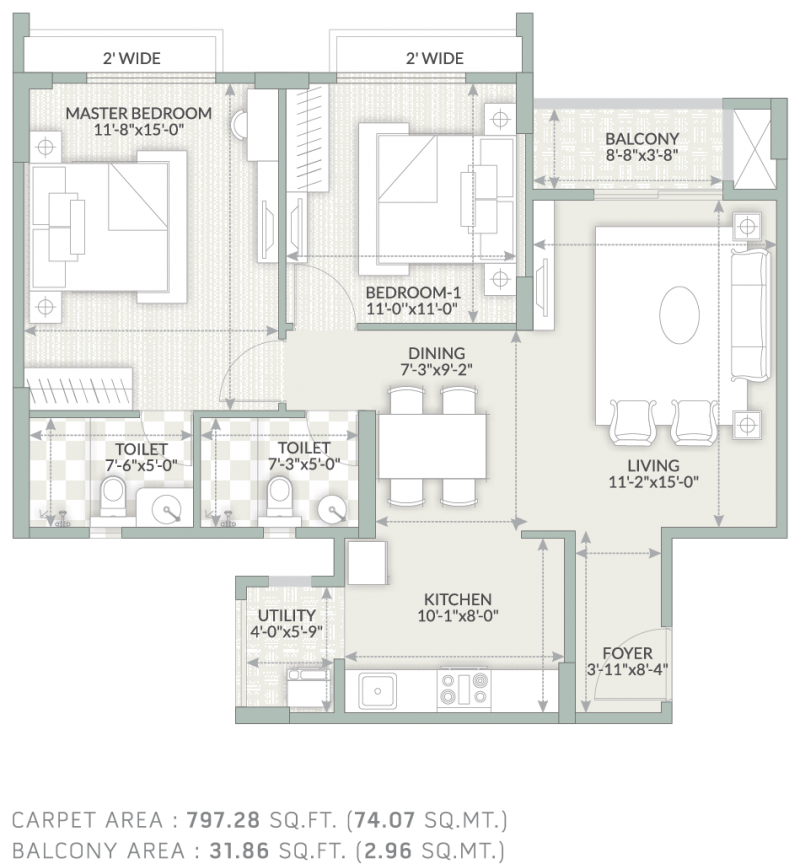 2' WIDE
2' WIDE
MASTER BEDROOM
11'-8"x15'-0"
BALCONY
8'-8"x3'-8"
BEDROOM-1
11'-0''x11'-0"
DINING
7'-3"x9'-2"
TOILET
7'-6"x5'-0"
TOILET
7'-3"x5'-0"
LIVING
11'-2"x15'-0"
UTILITY
4'-0"x5'-9"
KITCHEN
10'-1"x8'-0"
FOYER
3'-11"x8'-4"
CARPET AREA : 797.28 SQ.FT. (74.07 SQ.MT.)
BALCONY AREA : 31.86 SQ.FT. (2.96 SQ.MT.)